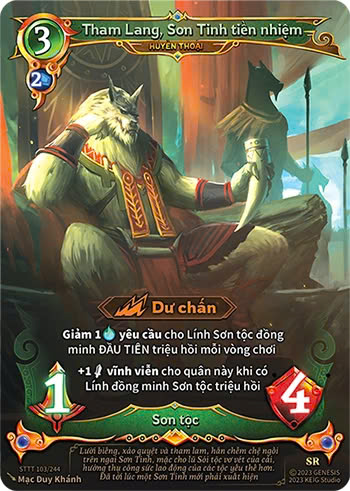 3
Tham Lang, Sơn Tinh tiền nhiệm
HUYỀN THOẠI
2
Dư chấn
Giảm 1 yêu cầu cho Lính Sơn tộc đồng
minh ĐẦU TIÊN triệu hồi mỗi vòng chơi
+1 vĩnh viễn cho quân này khi có
Lính đồng minh Sơn tộc triệu hồi
1
4
Sơn tộc
STTT 103/244
Mạc Duy Khánh
Lười biếng, xảo quyệt và tham lam, hắn chễm chệ ngồi
trên ngai Sơn Tinh, mặc cho lũ Sói tộc vơ vét của cải,
hưởng thụ công sức lao động của các tộc yếu thế hơn.
Đã tới lúc một Sơn Tinh mới phải xuất hiện
SR
© 2023 GENESIS
2023 KEIG Studio